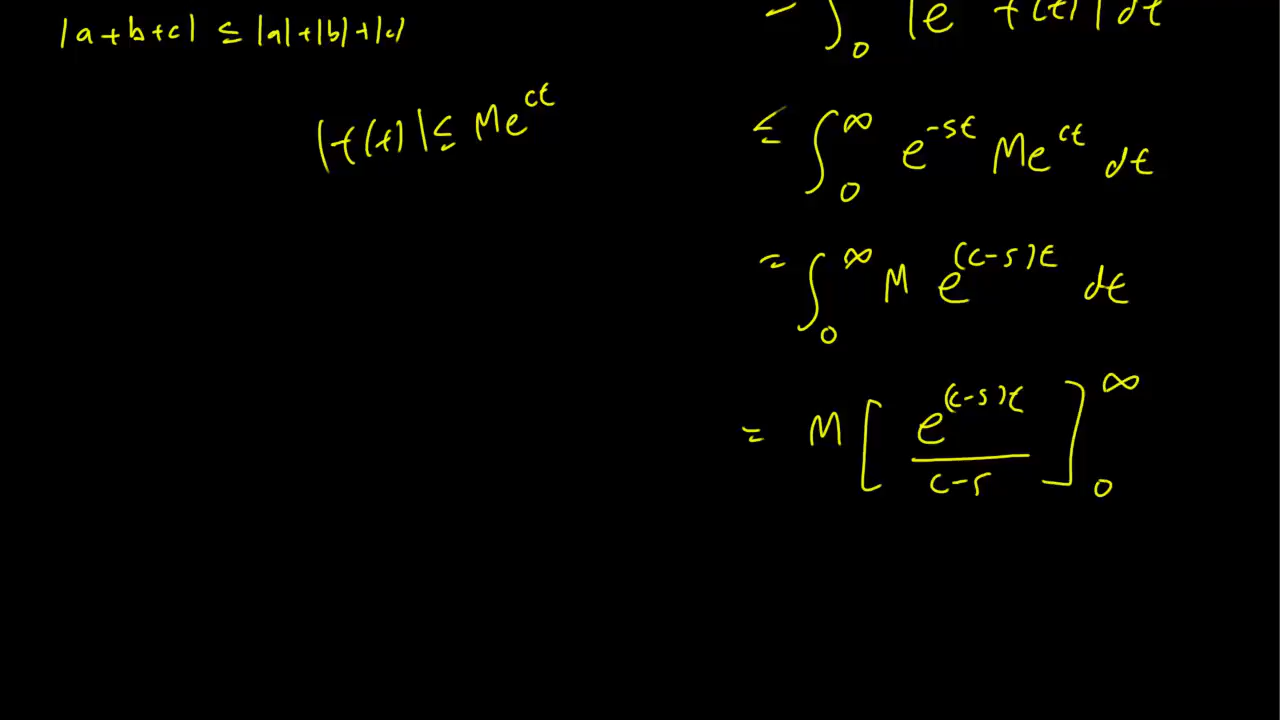 |a+b+c| ≤ |a|+|b|+|c|
|f(t)| ≤ Me^{ct}
∫_0 |e f(t)| dt
≤ ∫_0^∞ e^{-st} Me^{ct} dt
= ∫_0^∞ M e^{(c-s)t} dt
= M [ e^{(c-s)t} / c-s ]_0^∞